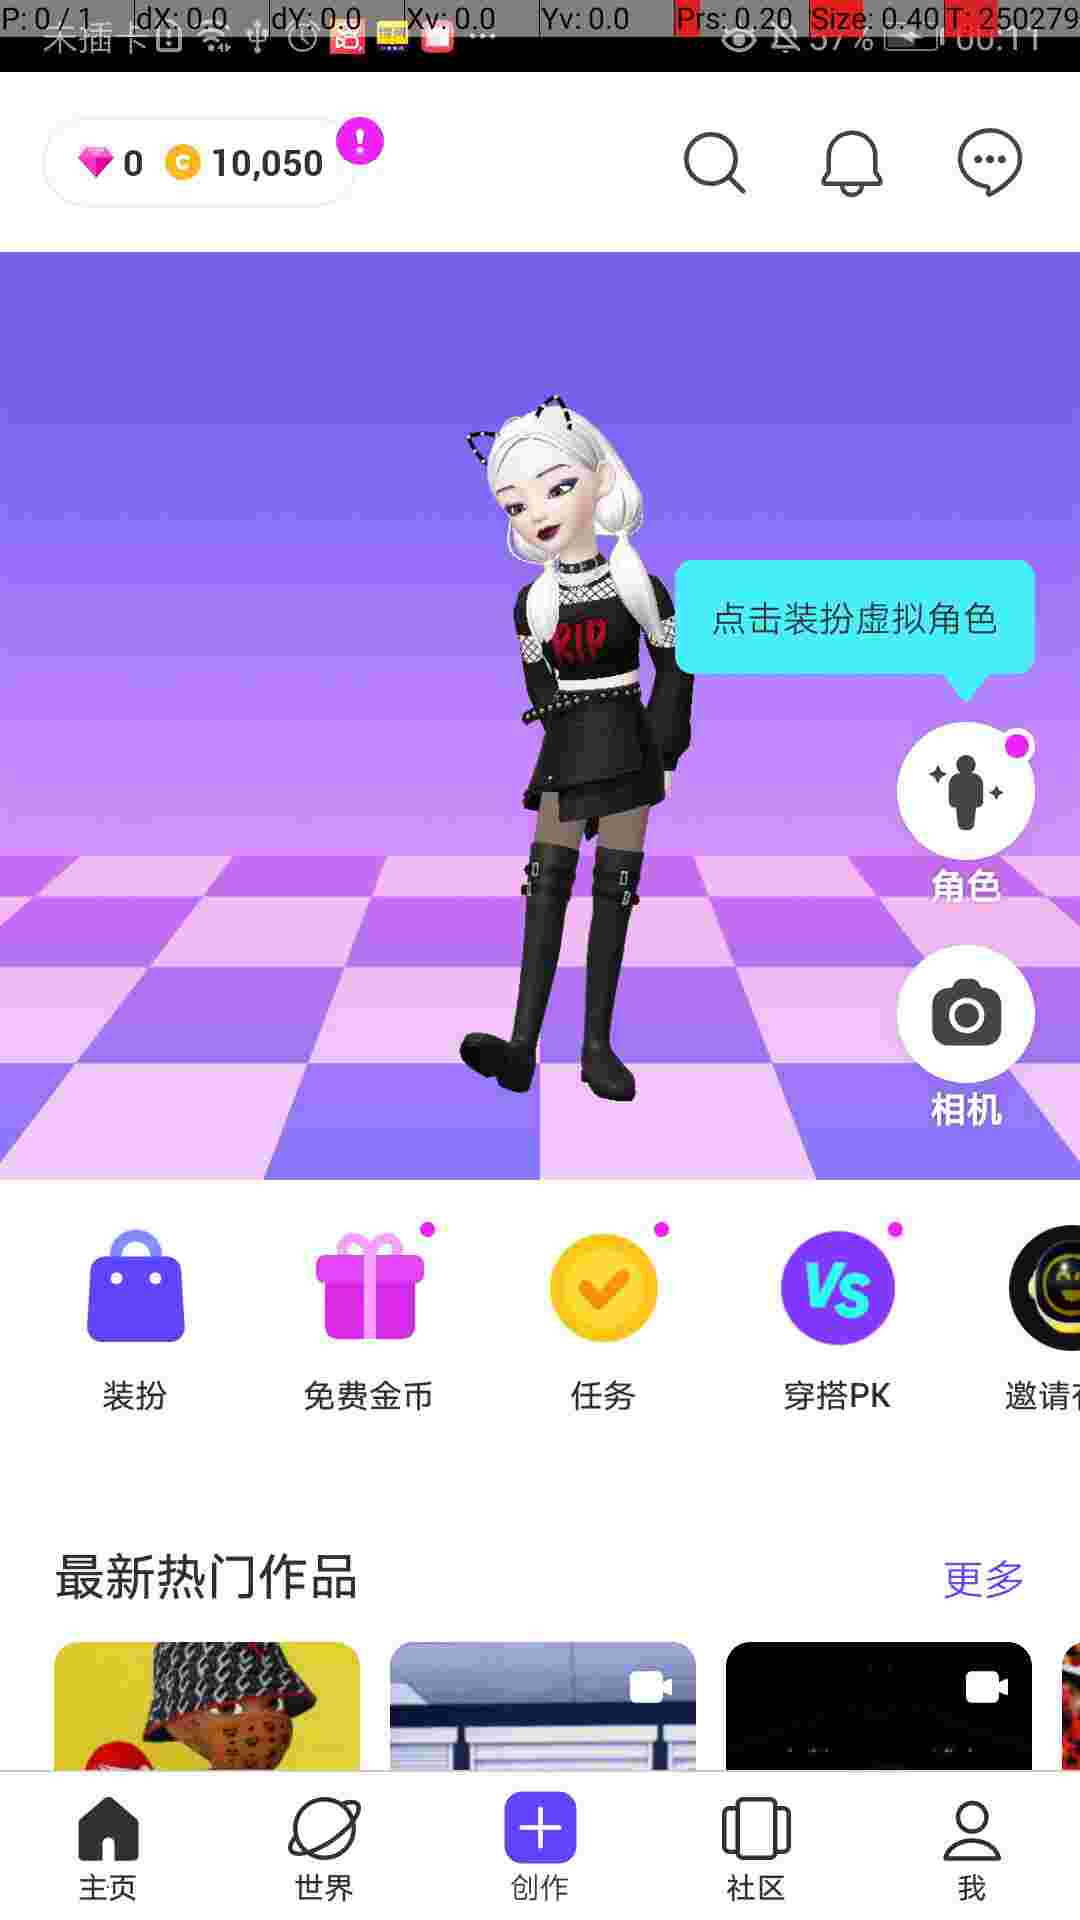 P: 0 / 1 dX: 0.0 dY: 0.0 Xv: 0.0 Yv: 0.0 Prs: 0.20 Size: 0.40 T: 250279
未插卡 57% 00:11
0 10,050
RIP
点击装扮虚拟角色
角色
相机
装扮 免费金币 任务 穿搭PK 邀请
VS
最新热门作品 更多
主页 世界 创作 社区 我